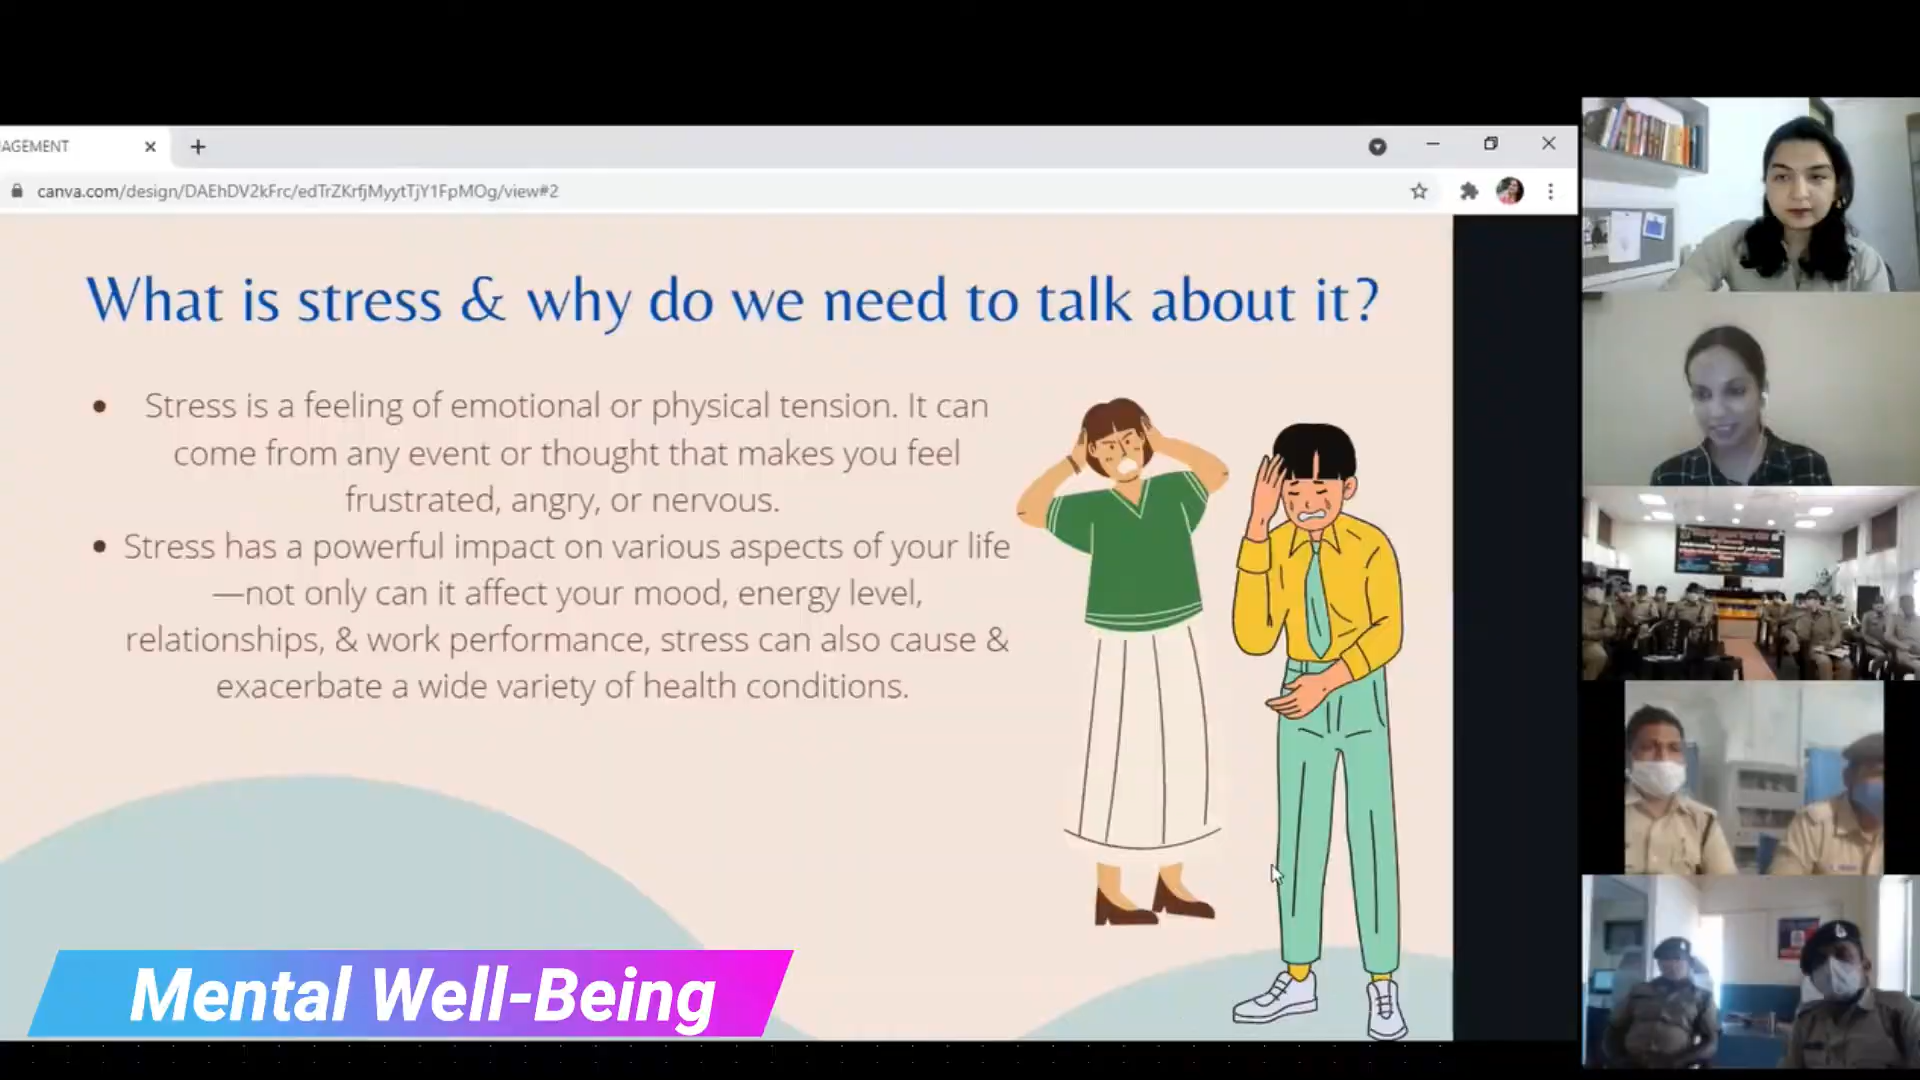 AGEMENT
canva.com/design/DAEhDV2kFrc/edTrZKrfjMyytTjY1FpMOg/view#2
What is stress & why do we need to talk about it?
• Stress is a feeling of emotional or physical tension. It can
come from any event or thought that makes you feel
frustrated, angry, or nervous.
• Stress has a powerful impact on various aspects of your life
—not only can it affect your mood, energy level,
relationships, & work performance, stress can also cause &
exacerbate a wide variety of health conditions.
Mental Well-Being